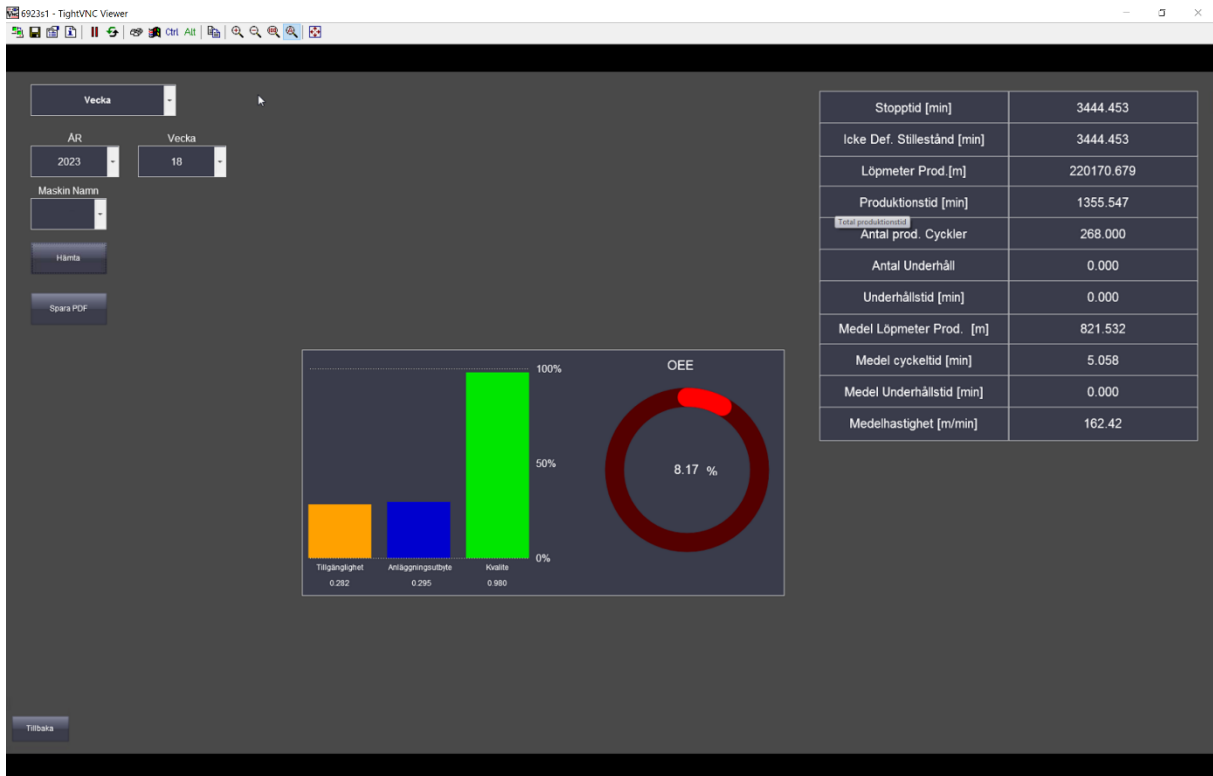 6923s1 - TightVNC Viewer
Ctrl Alt
Vecka
ÅR Vecka
2023 18
Maskin Namn
Hämta
Spara PDF
Stopptid [min] 3444.453
Icke Def. Stillestånd [min] 3444.453
Löpmeter Prod.[m] 220170.679
Produktionstid [min] 1355.547
Total produktionstid
Antal prod. Cyckler 268.000
Antal Underhåll 0.000
Underhållstid [min] 0.000
Medel Löpmeter Prod. [m] 821.532
Medel cyckeltid [min] 5.058
Medel Underhållstid [min] 0.000
Medelhastighet [m/min] 162.42
100%
50%
0%
Tillgänglighet Anläggningsutbyte Kvalite
0.282 0.295 0.980
OEE
8.17 %
Tillbaka